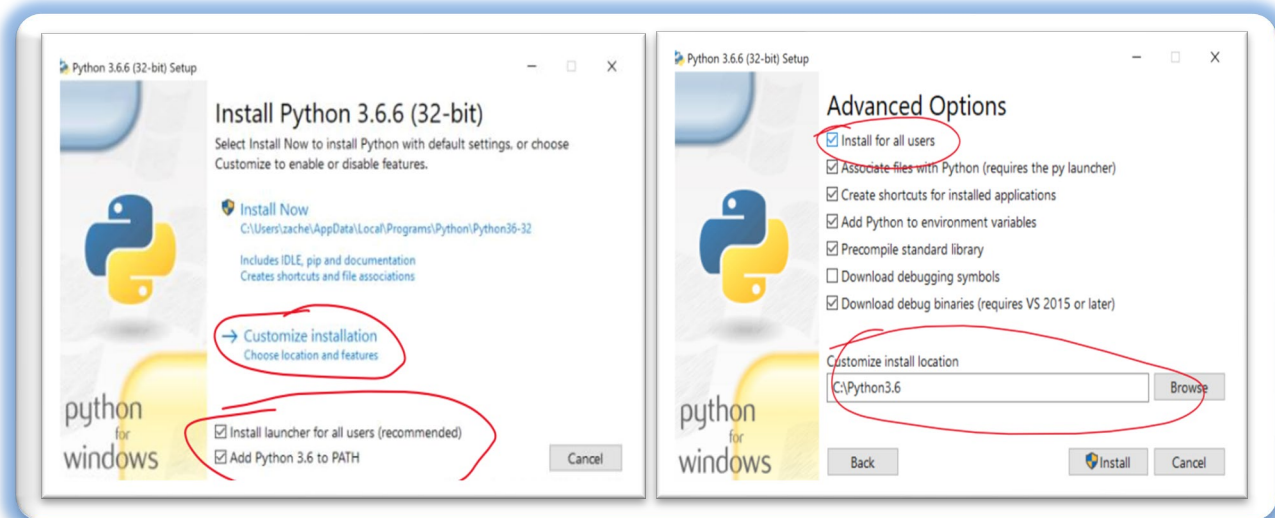 Python 3.6.6 (32-bit) Setup
Install Python 3.6.6 (32-bit)
Select Install Now to install Python with default settings, or choose
Customize to enable or disable features.
Install Now
C:\Users\zache\AppData\Local\Programs\Python\Python36-32
Includes IDLE, pip and documentation
Creates shortcuts and file associations
→ Customize installation
Choose location and features
Install launcher for all users (recommended)
Add Python 3.6 to PATH
Cancel
python
for
windows
Python 3.6.6 (32-bit) Setup
Advanced Options
Install for all users
Associate files with Python (requires the py launcher)
Create shortcuts for installed applications
Add Python to environment variables
Precompile standard library
Download debugging symbols
Download debug binaries (requires VS 2015 or later)
Customize install location
C:\Python3.6
Browse
Back
Install
Cancel
python
for
windows